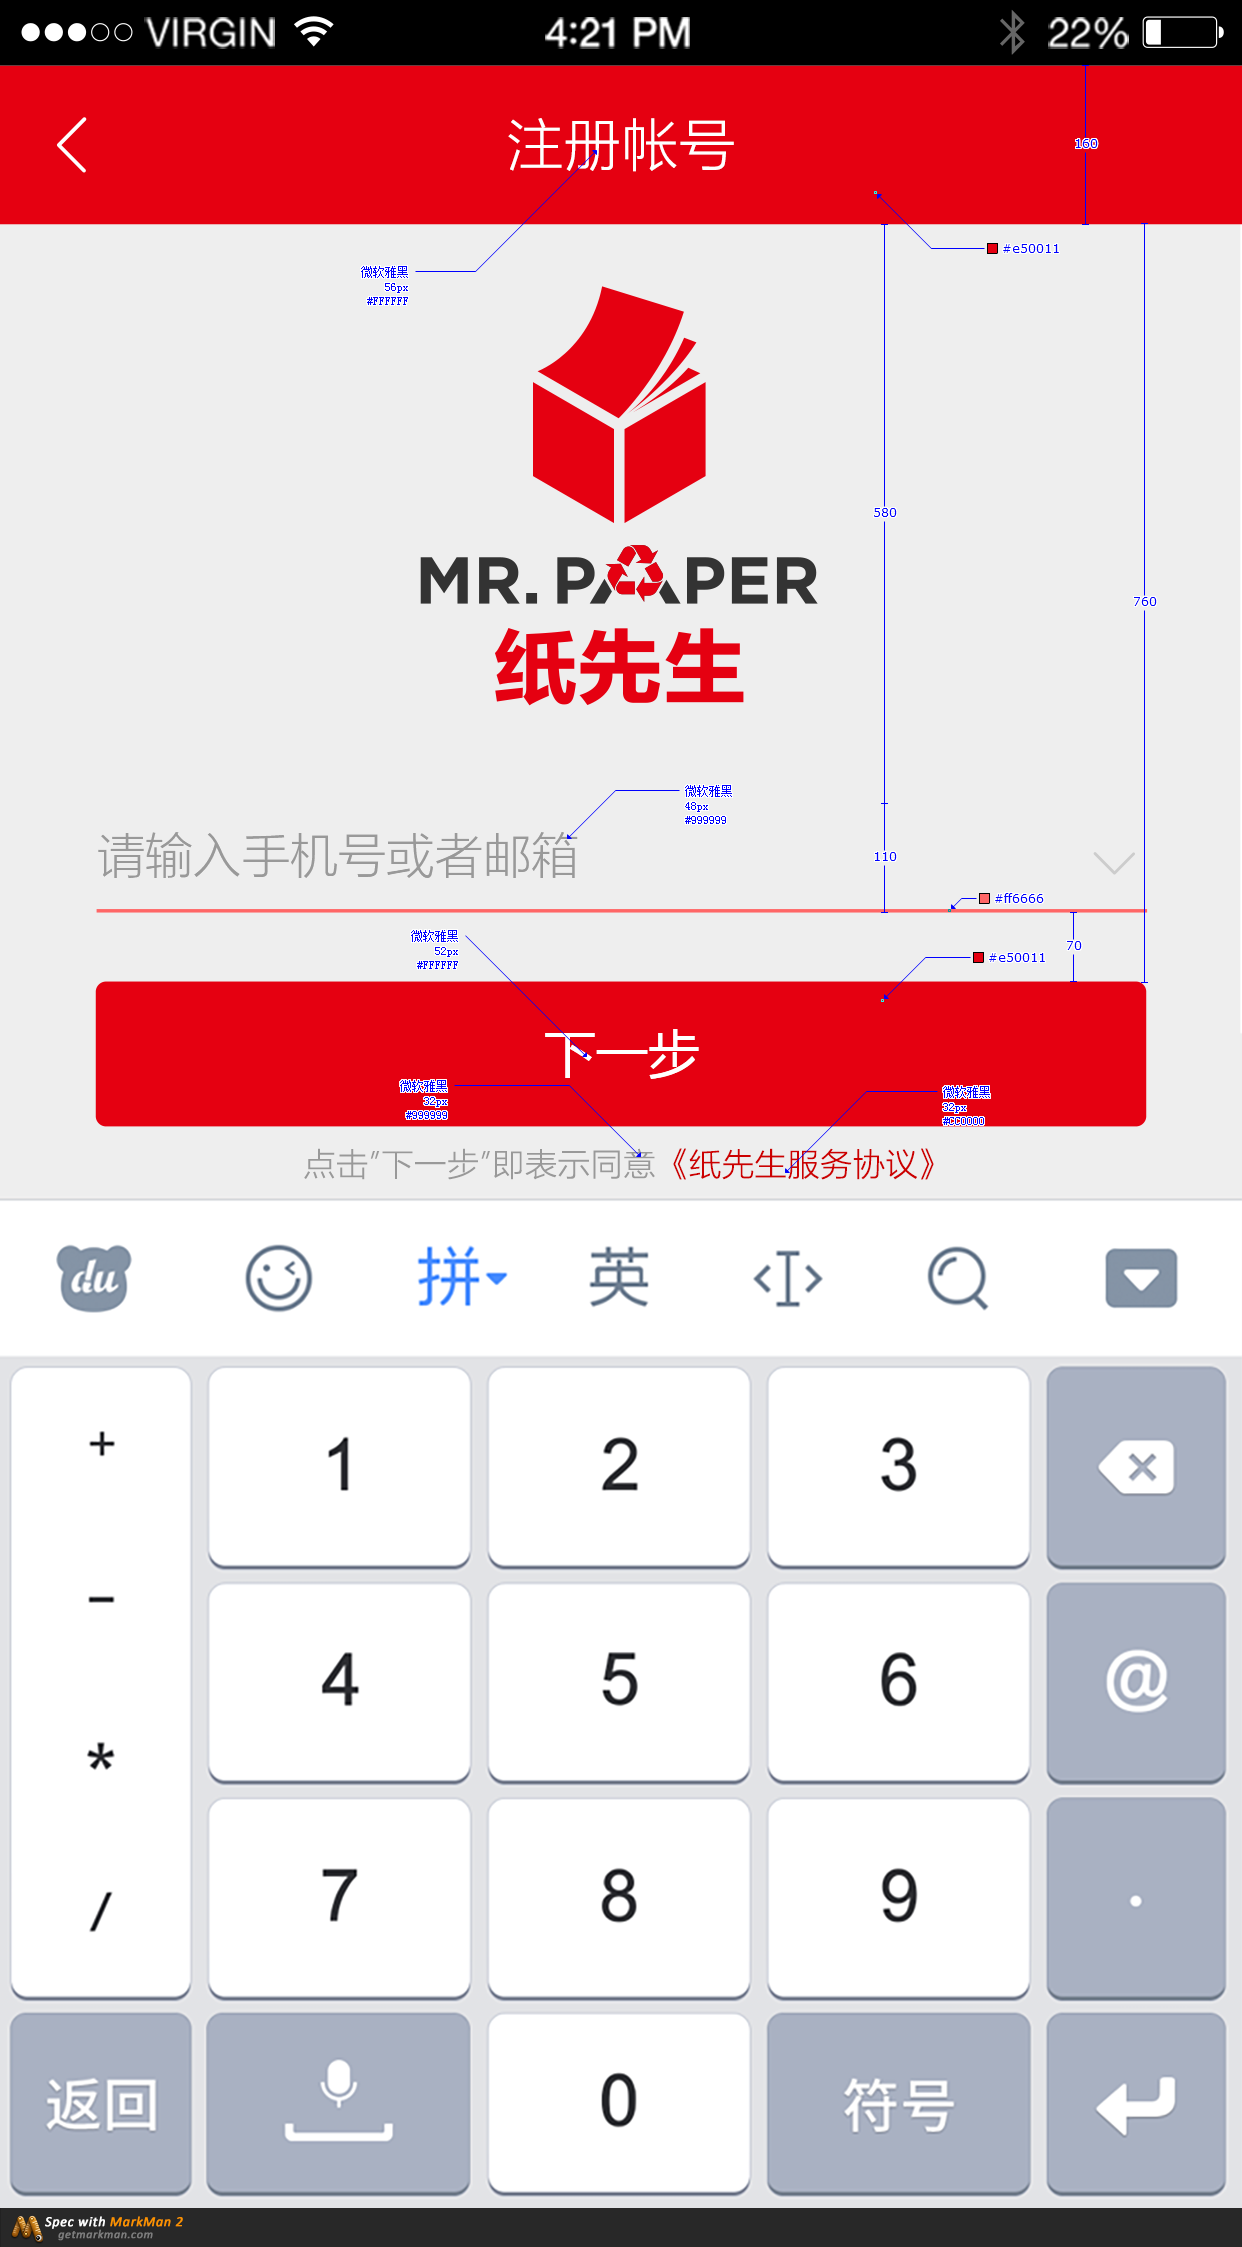 VIRGIN 4:21 PM 22%
注册帐号
160
#e50011
微软雅黑
56px
#FFFFFF
580
MR. PAPER
760
纸先生
微软雅黑
48px
#999999
请输入手机号或者邮箱
110
#ff6666
微软雅黑
52px
#FFFFFF
70
#e50011
下一步
微软雅黑
32px
#999999
微软雅黑
32px
#CC0000
点击"下一步"即表示同意《纸先生服务协议》
du 拼 英
+ 1 2 3
- 4 5 6 @
* 7 8 9 .
/
返回 0 符号
Spec with MarkMan 2
getmarkman.com